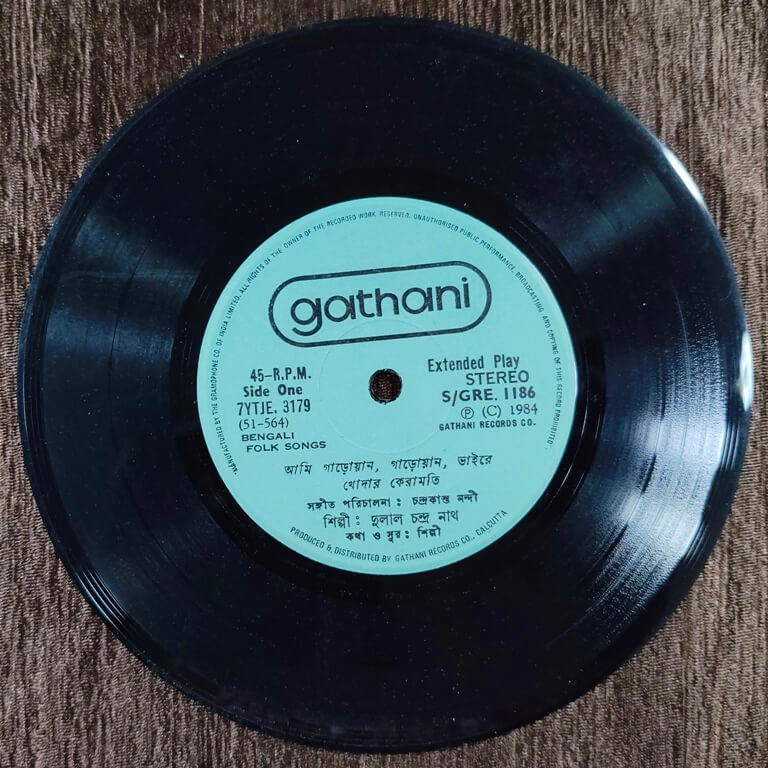 "MANUFACTURED BY THE GRAMOPHONE CO. OF INDIA LIMITED. ALL RIGHTS OF THE OWNER OF THE RECORDED WORK RESERVED. UNAUTHORISED PUBLIC PERFORMANCE, BROADCASTING AND COPYING OF THIS RECORD PROHIBITED"
gathani
45-R.P.M.
Side One
7YTJE. 3179
(51-564)
BENGALI
FOLK SONGS
Extended Play
STEREO
S/GRE. 1186
Ⓟ (C) 1984
GATHANI RECORDS CO.
আমি গাড়োয়ান, গাড়োয়ান, ভাইরে
খোদার কেরামতি
সঙ্গীত পরিচালনা : চন্দ্রকান্ত নন্দী
শিল্পী : দুলাল চন্দ্র নাথ
কথা ও সুর : শিল্পী
PRODUCED & DISTRIBUTED BY GATHANI RECORDS CO., CALCUTTA